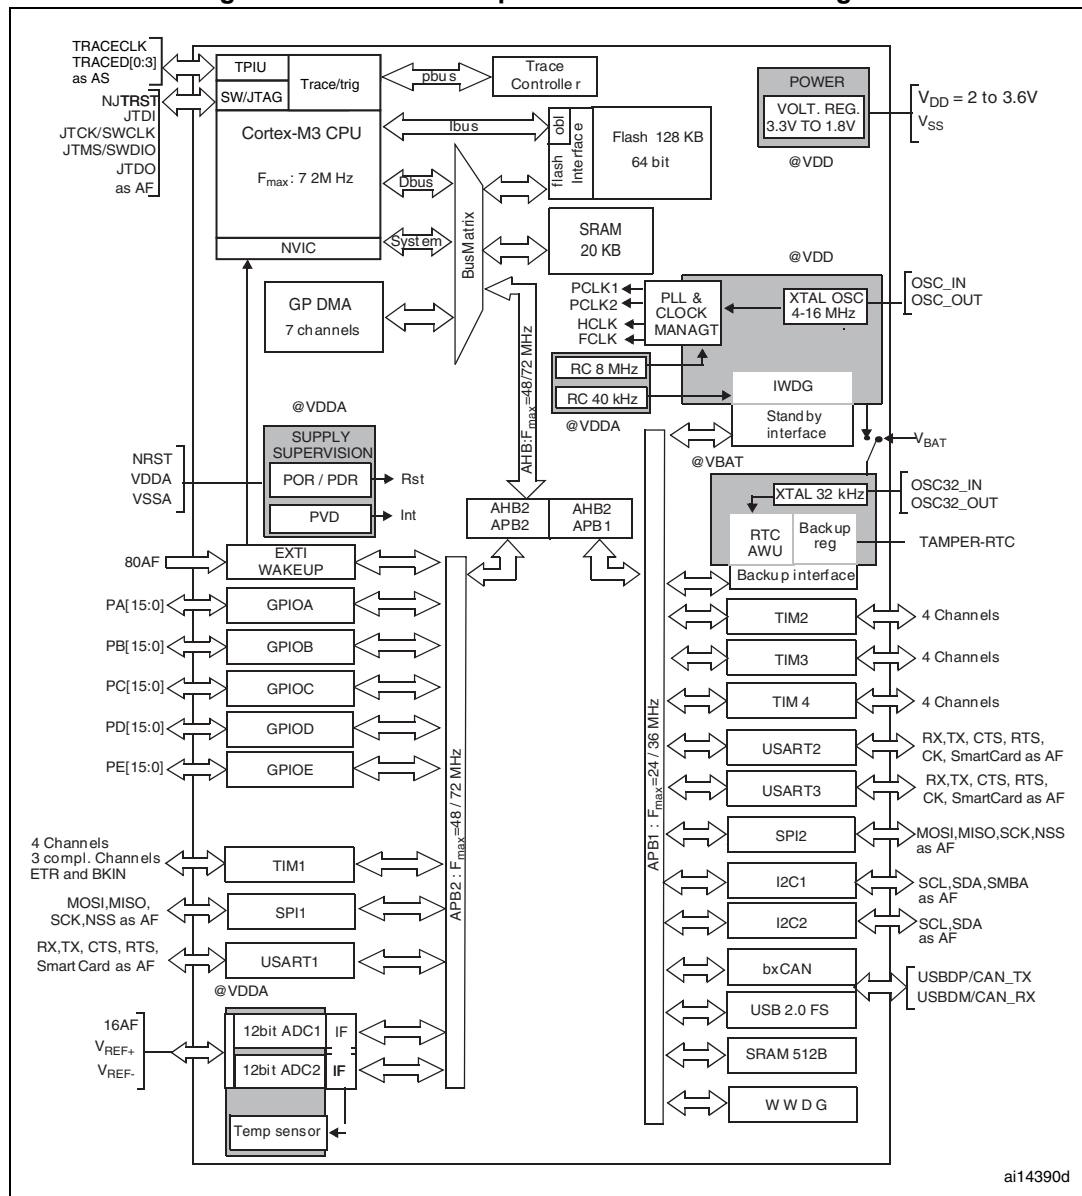 TRACECLK
TRACED[0:3]
as AS
NJTRST
JTDI
JTCK/SWCLK
JTMS/SWDIO
JTDO
as AF
TPIU
SW/JTAG
Trace/trig
Cortex-M3 CPU
Fmax: 7 2M Hz
NVIC
pbus
Trace
Controller
Ibus
Dbus
System
BusMatrix
flash obl
Interface
Flash 128 KB
64 bit
SRAM
20 KB
GP DMA
7 channels
AHB:Fmax=48/72 MHz
POWER
VOLT. REG.
3.3V TO 1.8V
@VDD
VDD = 2 to 3.6V
VSS
@VDD
PCLK1
PCLK2
HCLK
FCLK
PLL &
CLOCK
MANAGT
XTAL OSC
4-16 MHz
OSC_IN
OSC_OUT
RC 8 MHz
RC 40 kHz
@VDDA
IWDG
Standby
interface
@VBAT
VBAT
XTAL 32 kHz
OSC32_IN
OSC32_OUT
RTC
AWU
Backup
reg
TAMPER-RTC
Backup interface
@VDDA
SUPPLY
SUPERVISION
NRST
VDDA
VSSA
POR / PDR
Rst
PVD
Int
AHB2
APB2
AHB2
APB1
80AF
EXTI
WAKEUP
PA[15:0]
GPIOA
PB[15:0]
GPIOB
PC[15:0]
GPIOC
PD[15:0]
GPIOD
PE[15:0]
GPIOE
4 Channels
3 compl. Channels
ETR and BKIN
TIM1
MOSI,MISO,
SCK,NSS as AF
SPI1
RX,TX, CTS, RTS,
SmartCard as AF
USART1
@VDDA
16AF
VREF+
VREF-
12bit ADC1 IF
12bit ADC2 IF
Temp sensor
APB2 : Fmax=48 / 72 MHz
APB1 : Fmax=24 / 36 MHz
TIM2
4 Channels
TIM3
4 Channels
TIM 4
4 Channels
USART2
RX,TX, CTS, RTS,
CK, SmartCard as AF
USART3
RX,TX, CTS, RTS,
CK, SmartCard as AF
SPI2
MOSI,MISO,SCK,NSS
as AF
I2C1
SCL,SDA,SMBA
as AF
I2C2
SCL,SDA
as AF
bxCAN
USBDP/CAN_TX
USBDM/CAN_RX
USB 2.0 FS
SRAM 512B
W W D G
ai14390d